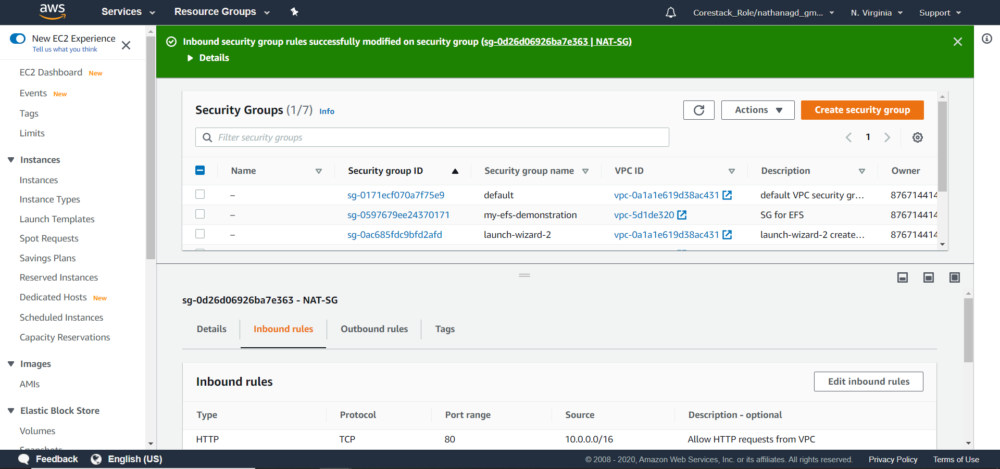 aws Services Resource Groups Corestack_Role/nathanagd_gm... N. Virginia Support
New EC2 Experience
Tell us what you think
EC2 Dashboard New
Events New
Tags
Limits
Instances
Instances
Instance Types
Launch Templates
Spot Requests
Savings Plans
Reserved Instances
Dedicated Hosts New
Scheduled Instances
Capacity Reservations
Images
AMIs
Elastic Block Store
Volumes
Snapshots
Inbound security group rules successfully modified on security group (sg-0d26d06926ba7e363 | NAT-SG)
Details
Security Groups (1/7) Info
Actions
Create security group
Filter security groups
1
Name Security group ID Security group name VPC ID Description Owner
– sg-0171ecf070a7f75e9 default vpc-0a1a1e619d38ac431 default VPC security gr... 876714414
– sg-0597679ee24370171 my-efs-demonstration vpc-5d1de320 SG for EFS 876714414
– sg-0ac685fdc9bfd2afd launch-wizard-2 vpc-0a1a1e619d38ac431 launch-wizard-2 create... 876714414
sg-0d26d06926ba7e363 - NAT-SG
Details Inbound rules Outbound rules Tags
Inbound rules
Edit inbound rules
Type Protocol Port range Source Description - optional
HTTP TCP 80 10.0.0.0/16 Allow HTTP requests from VPC
Feedback English (US) © 2008 - 2020, Amazon Web Services, Inc. or its affiliates. All rights reserved. Privacy Policy Terms of Use